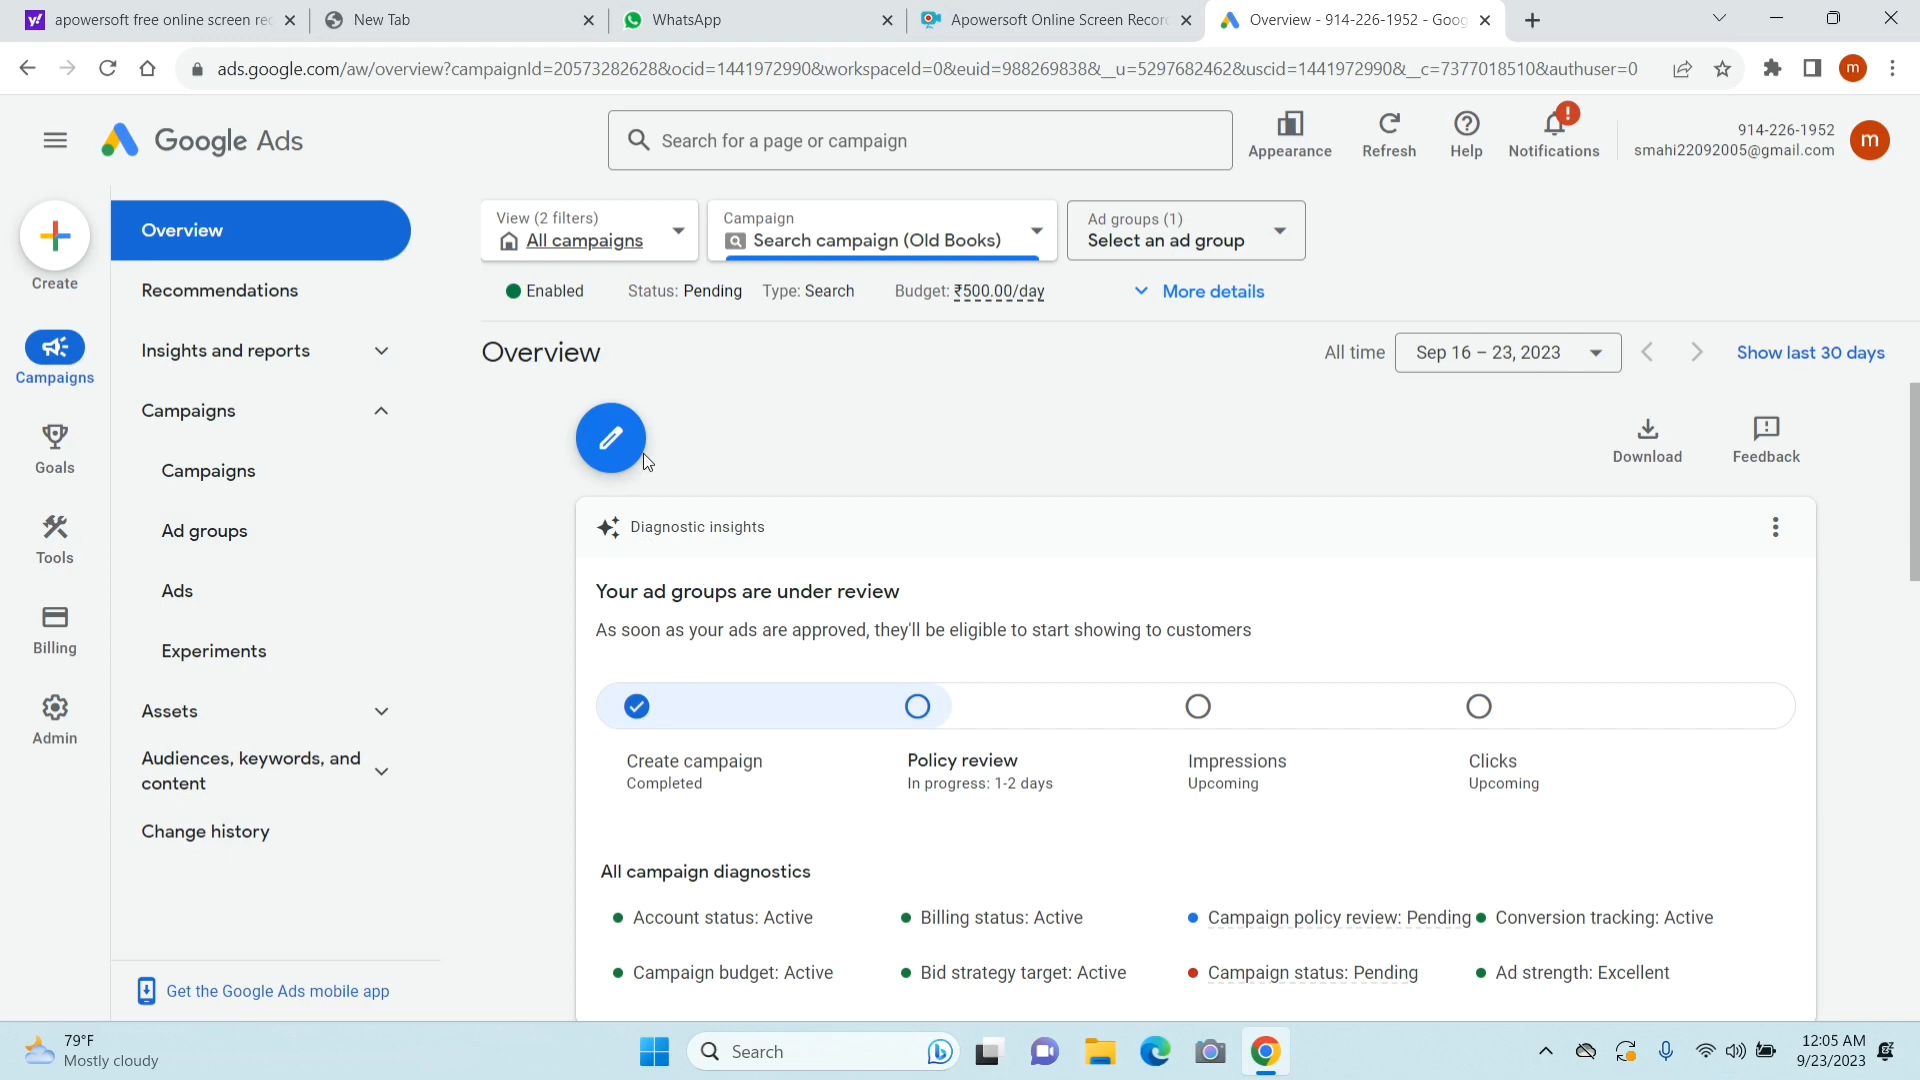 apowersoft free online screen rec
New Tab
WhatsApp
Apowersoft Online Screen Record
Overview - 914-226-1952 - Goog
ads.google.com/aw/overview?campaignId=20573282628&ocid=1441972990&workspaceId=0&euid=988269838&__u=5297682462&uscid=1441972990&__c=7377018510&authuser=0
m
Google Ads
Search for a page or campaign
Appearance
Refresh
Help
Notifications
914-226-1952
smahi22092005@gmail.com
m
Create
Campaigns
Goals
Tools
Billing
Admin
Overview
Recommendations
Insights and reports
Campaigns
Campaigns
Ad groups
Ads
Experiments
Assets
Audiences, keywords, and
content
Change history
Get the Google Ads mobile app
View (2 filters)
All campaigns
Campaign
Search campaign (Old Books)
Ad groups (1)
Select an ad group
Enabled
Status: Pending
Type: Search
Budget: ₹500.00/day
More details
Overview
All time
Sep 16 – 23, 2023
Show last 30 days
Download
Feedback
Diagnostic insights
Your ad groups are under review
As soon as your ads are approved, they'll be eligible to start showing to customers
Create campaign
Completed
Policy review
In progress: 1-2 days
Impressions
Upcoming
Clicks
Upcoming
All campaign diagnostics
Account status: Active
Billing status: Active
Campaign policy review: Pending
Conversion tracking: Active
Campaign budget: Active
Bid strategy target: Active
Campaign status: Pending
Ad strength: Excellent
79°F
Mostly cloudy
Search
12:05 AM
9/23/2023